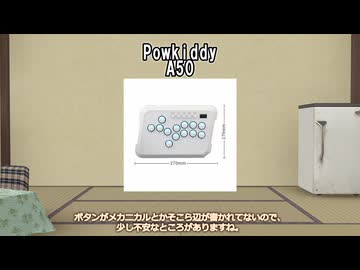 Powkiddy
A50
270mm
ボタンがメカニカルとかそこら辺が書かれてないので、
少し不安なところがありますね。